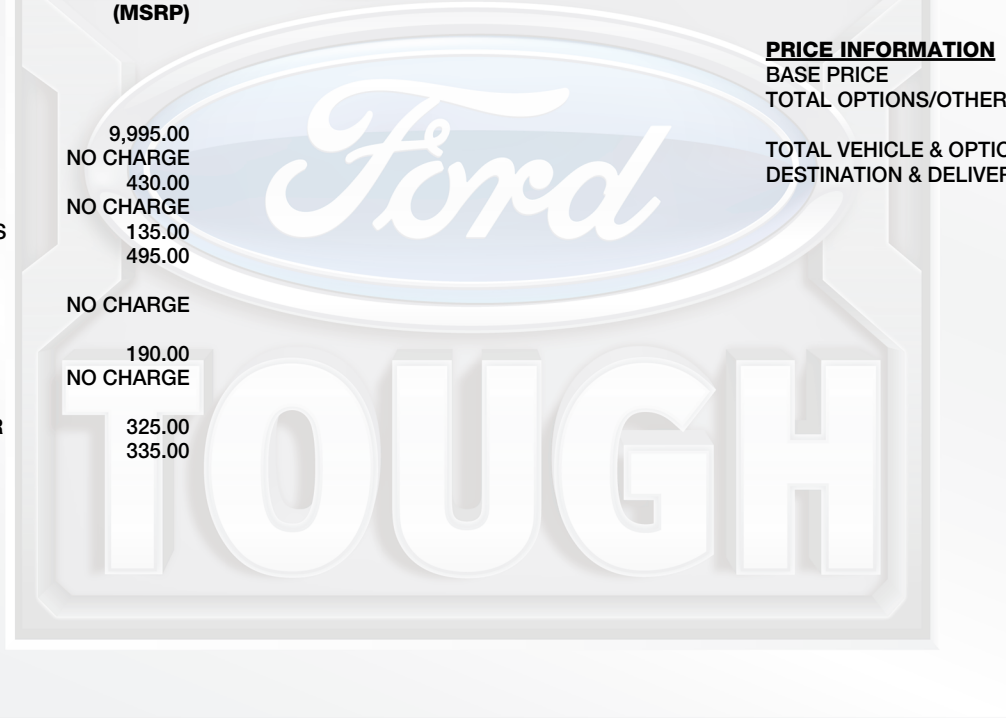 (MSRP)
9,995.00
NO CHARGE
430.00
NO CHARGE
S 135.00
495.00
NO CHARGE
190.00
NO CHARGE
R 325.00
335.00
PRICE INFORMATION
BASE PRICE
TOTAL OPTIONS/OTHER
TOTAL VEHICLE & OPTIO
DESTINATION & DELIVER
Ford
TOUGH